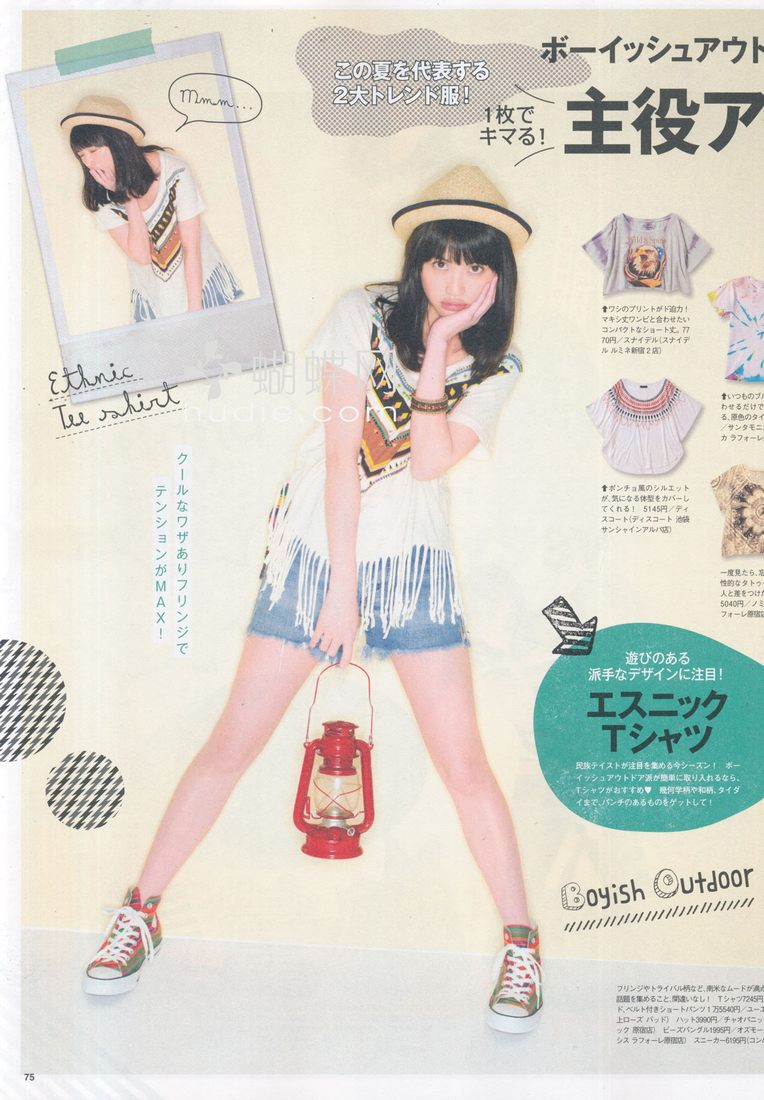 mmm...
この夏を代表する
2大トレンド服!
1枚で
キマる!
ボーイッシュアウト
主役ア
Ethnic
Tee shirt
蝴蝶网
nudie.com
クールなワザありフリンジで
テンションがMAX!
⬆ワシのプリントがド迫力!
マキシ丈ワンピと合わせたい
コンパクトなショート丈。77
70円/スナイデル(スナイデ
ル ルミネ新宿2店)
⬆いつものブル
わせるだけで
る、原色のタイ
/サンタモニカ
カ ラフォーレ原
⬆ポンチョ風のシルエット
が、気になる体型をカバーし
てくれる! 5145円/ディ
スコート(ディスコート 池袋
サンシャインアルパ店)
一度見たら、忘
性的なタトゥー
人と差をつけた
5040円/ノミ
フォーレ原宿店
遊びのある
派手なデザインに注目!
エスニック
Tシャツ
民族テイストが注目を集める今シーズン! ボー
イッシュアウトドア派が簡単に取り入れるなら、
Tシャツがおすすめ♥ 幾何学柄や和柄、タイダ
イまで、パンチのあるものをゲットして!
Boyish Outdoor
フリンジやトライバル柄など、南米なムードが満点
話題を集めること、間違いなし! Tシャツ7245円
ド、ベルト付きショートパンツ1万5540円/ユーエ
上ローズ バッド) ハット3990円/チャオパニッ
ック 原宿店) ビーズバングル1995円/オズモー
シス ラフォーレ原宿店) スニーカー6195円(コン
75